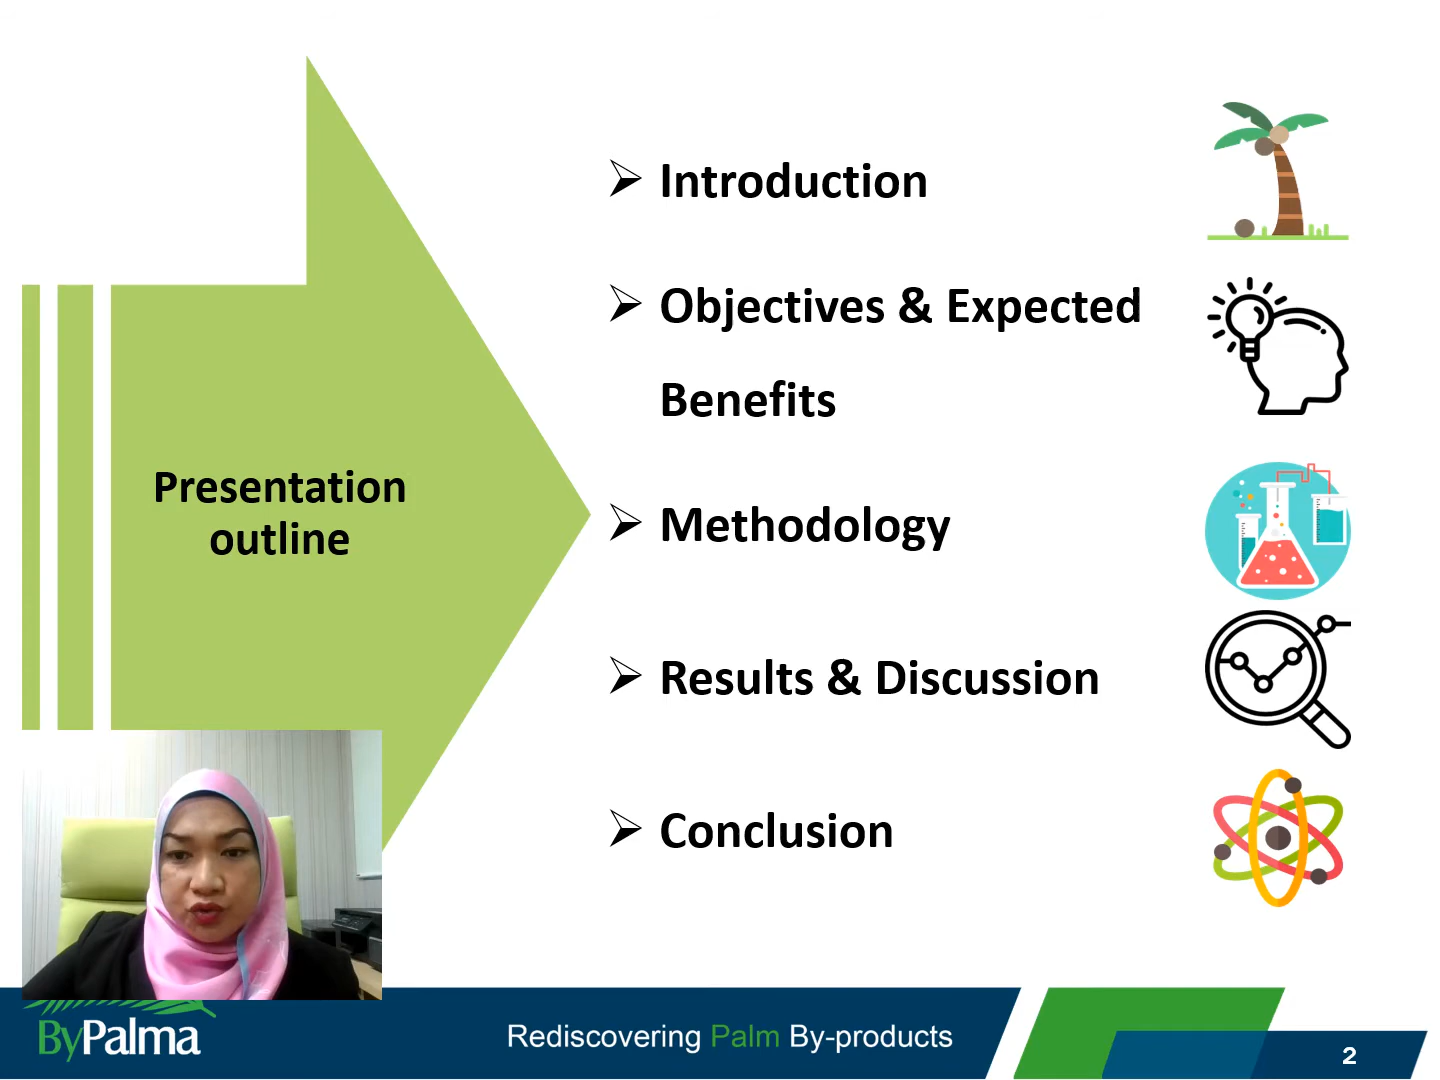 Presentation
outline
Introduction
Objectives & Expected
Benefits
Methodology
Results & Discussion
Conclusion
ByPalma
Rediscovering Palm By-products
2